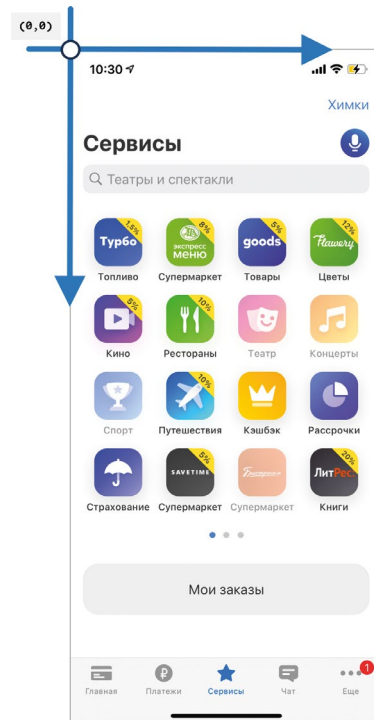 (0,0)
10:30
Химки
Сервисы
Театры и спектакли
1,5% 8% 5% 12%
Турбо экспресс меню goods Flawery
Топливо Супермаркет Товары Цветы
5% 10%
Кино Рестораны Театр Концерты
10%
Спорт Путешествия Кэшбэк Рассрочки
5% 20%
SAVETIME ЛитРес:
Страхование Супермаркет Супермаркет Книги
Мои заказы
1
Главная Платежи Сервисы Чат Еще